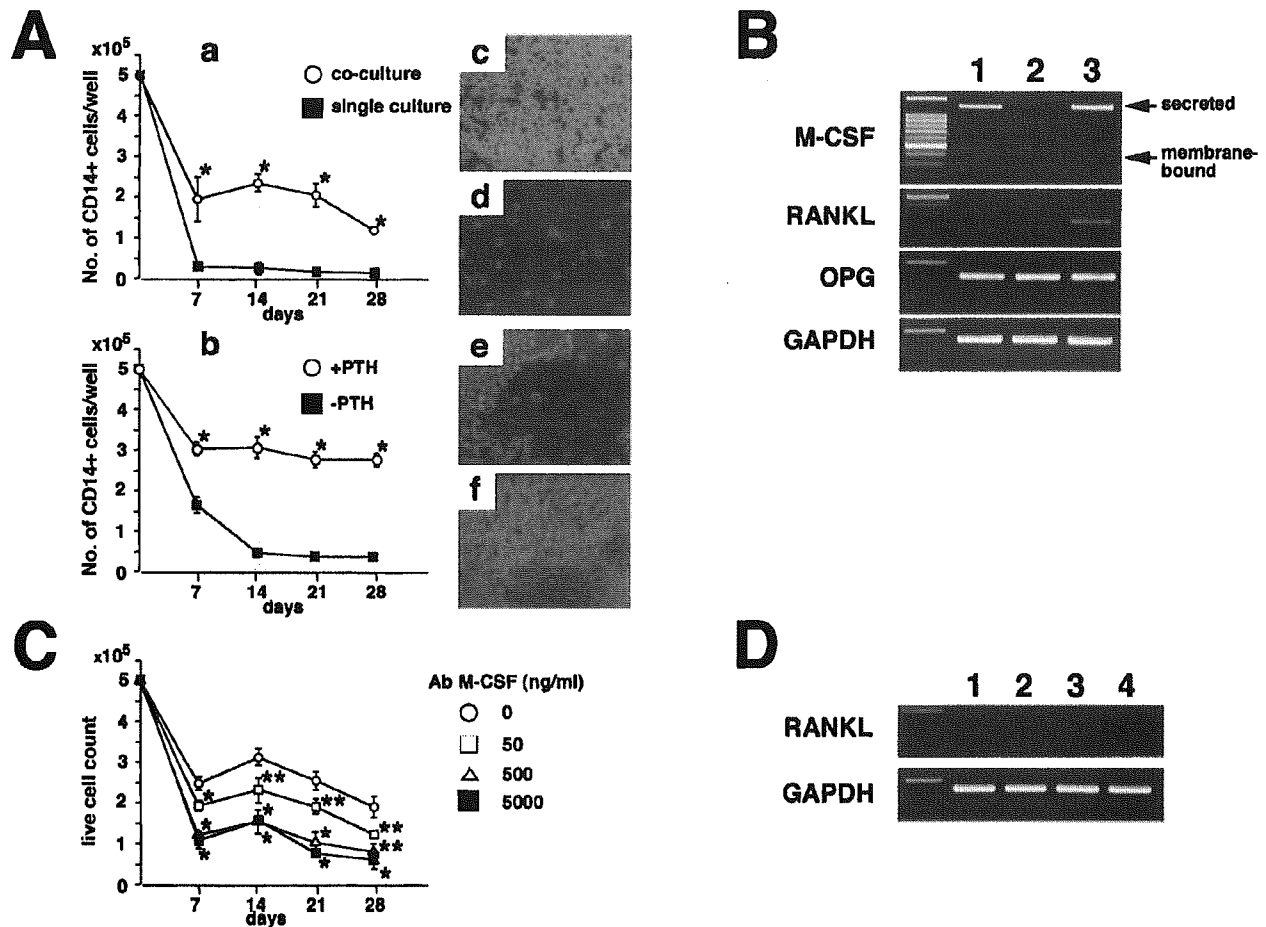 A
a
x10⁵
No. of CD14+ cells/well
5
4
3
2
1
0
7
14
21
28
days
co-culture
single culture
*
*
*
*
b
x10⁵
No. of CD14+ cells/well
5
4
3
2
1
0
7
14
21
28
days
+PTH
-PTH
*
*
*
*
c
d
e
f
B
1 2 3
M-CSF
secreted
membrane-
bound
RANKL
OPG
GAPDH
C
x10⁵
live cell count
5
4
3
2
1
0
7
14
21
28
days
Ab M-CSF (ng/ml)
0
50
500
5000
*
*
*
**
*
*
**
*
*
**
**
*
D
1 2 3 4
RANKL
GAPDH